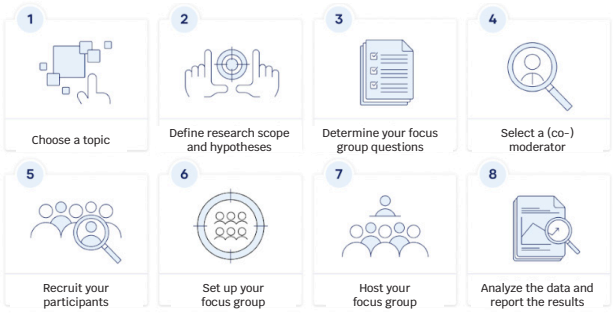 1
Choose a topic
2
Define research scope
and hypotheses
3
Determine your focus
group questions
4
Select a (co-)
moderator
5
Recruit your
participants
6
Set up your
focus group
7
Host your
focus group
8
Analyze the data and
report the results